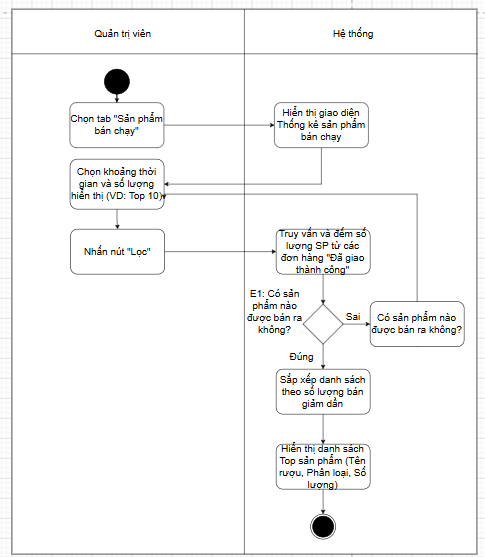 Quản trị viên
Hệ thống
Chọn tab "Sản phẩm
bán chạy"
Hiển thị giao diện
Thống kê sản phẩm
bán chạy
Chọn khoảng thời
gian và số lượng
hiển thị (VD: Top 10)
Nhấn nút "Lọc"
Truy vấn và đếm số
lượng SP từ các
đơn hàng "Đã giao
thành công"
E1: Có sản
phẩm nào
được bán ra
không?
Sai
Có sản phẩm nào
được bán ra không?
Đúng
Sắp xếp danh sách
theo số lượng bán
giảm dần
Hiển thị danh sách
Top sản phẩm (Tên
rượu, Phân loại, Số
lượng)